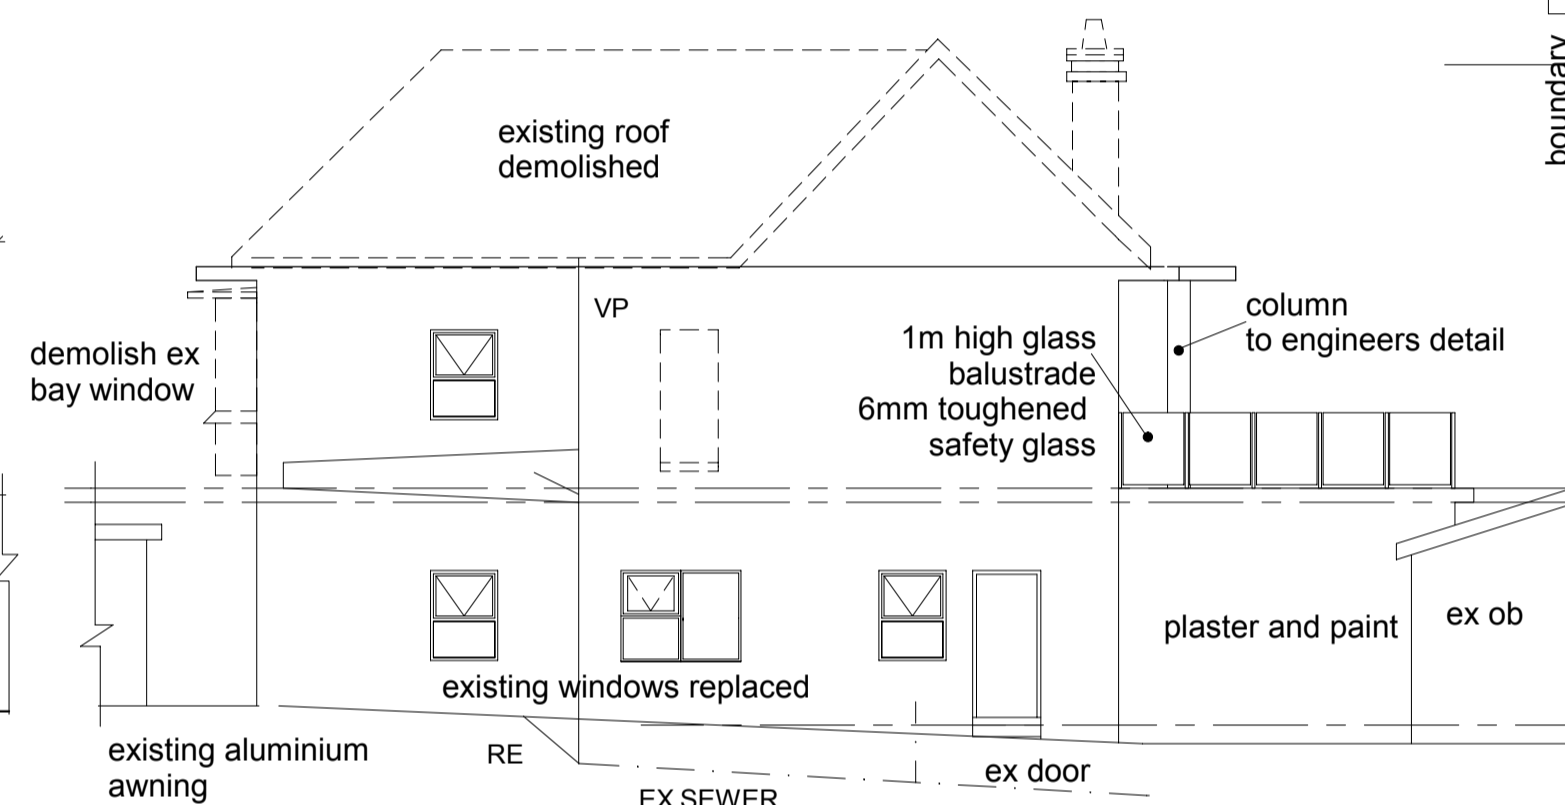 boundary
existing roof
demolished
VP
column
to engineers detail
1m high glass
balustrade
6mm toughened
safety glass
demolish ex
bay window
plaster and paint
ex ob
existing windows replaced
existing aluminium
awning
RE
ex door
EX SEWER